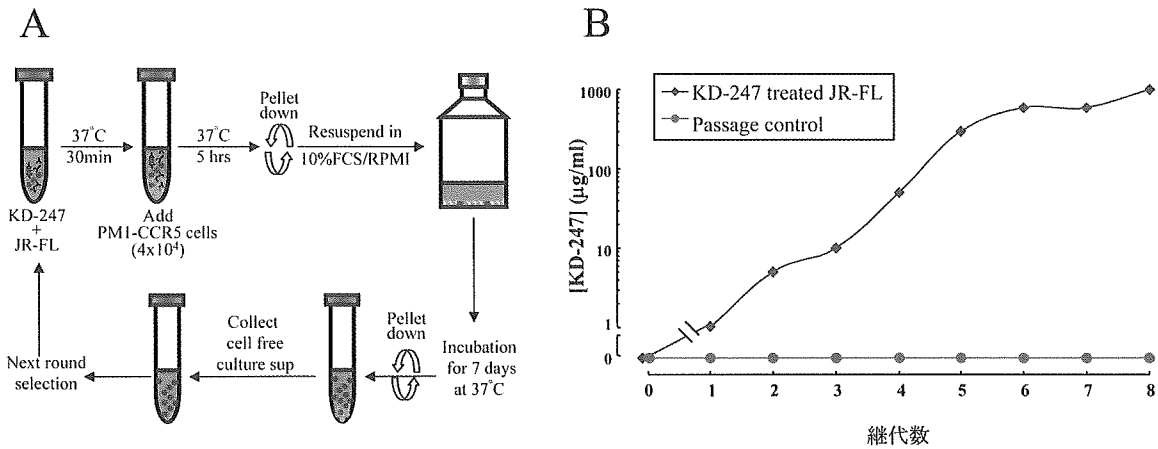 A
37°C
30min
37°C
5 hrs
Pellet
down
Resuspend in
10%FCS/RPMI
KD-247
+
JR-FL
Add
PM1-CCR5 cells
(4x10⁴)
Incubation
for 7 days
at 37°C
Pellet
down
Collect
cell free
culture sup
Next round
selection
B
KD-247 treated JR-FL
Passage control
[KD-247] (μg/ml)
1000
100
10
1
0
0 1 2 3 4 5 6 7 8
継代数